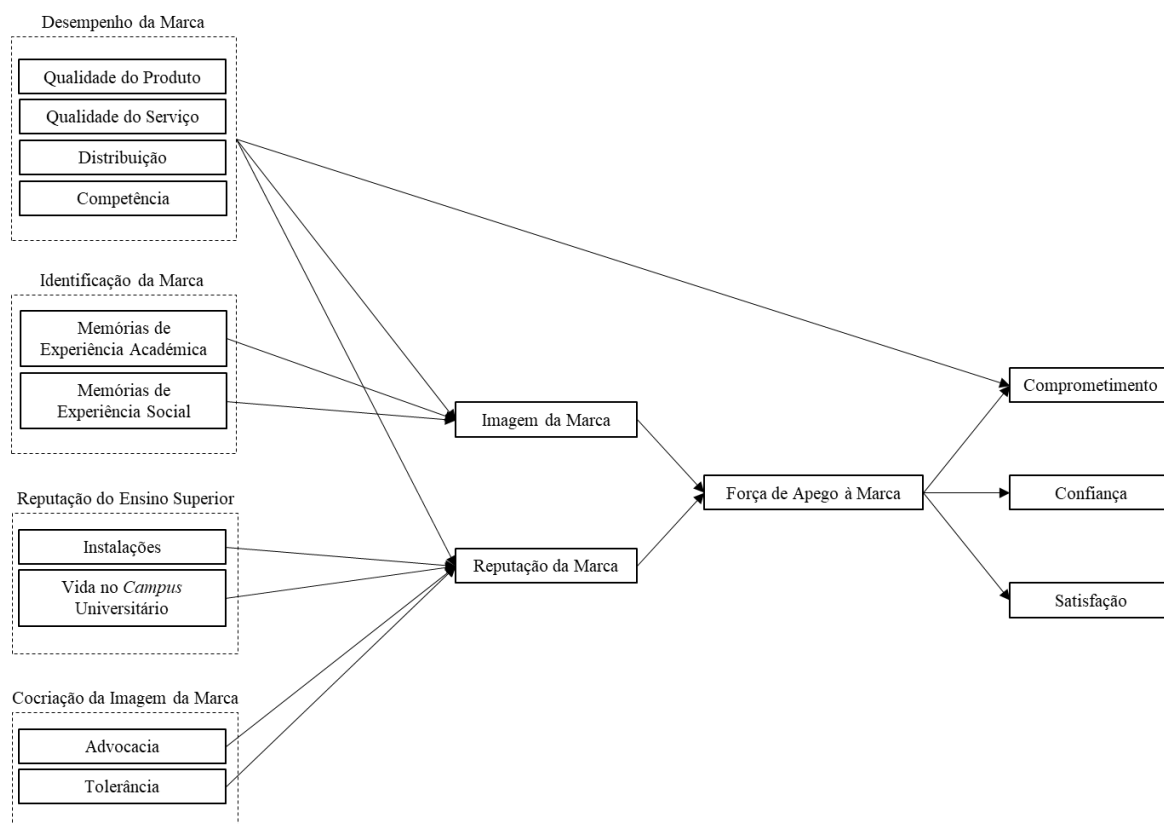 Desempenho da Marca
Qualidade do Produto
Qualidade do Serviço
Distribuição
Competência
Identificação da Marca
Memórias de
Experiência Académica
Memórias de
Experiência Social
Reputação do Ensino Superior
Instalações
Vida no Campus
Universitário
Cocriação da Imagem da Marca
Advocacia
Tolerância
Imagem da Marca
Reputação da Marca
Força de Apego à Marca
Comprometimento
Confiança
Satisfação